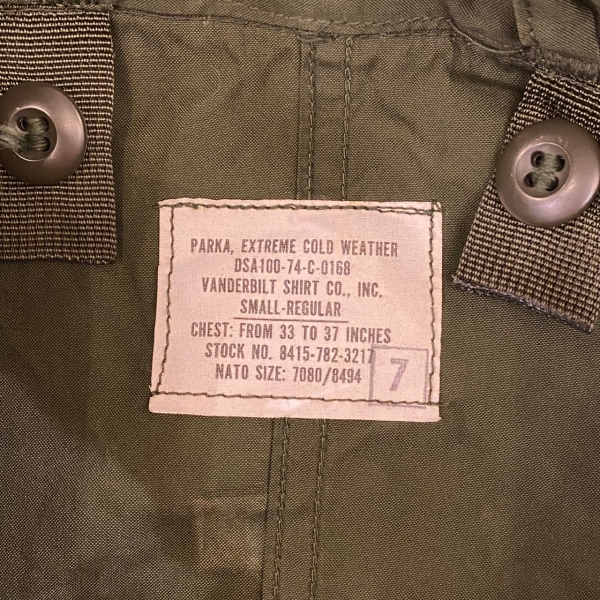 PARKA, EXTREME COLD WEATHER
DSA100-74-C-0168
VANDERBILT SHIRT CO., INC.
SMALL-REGULAR
CHEST: FROM 33 TO 37 INCHES
STOCK NO. 8415-782-3217
NATO SIZE: 7080/8494
7